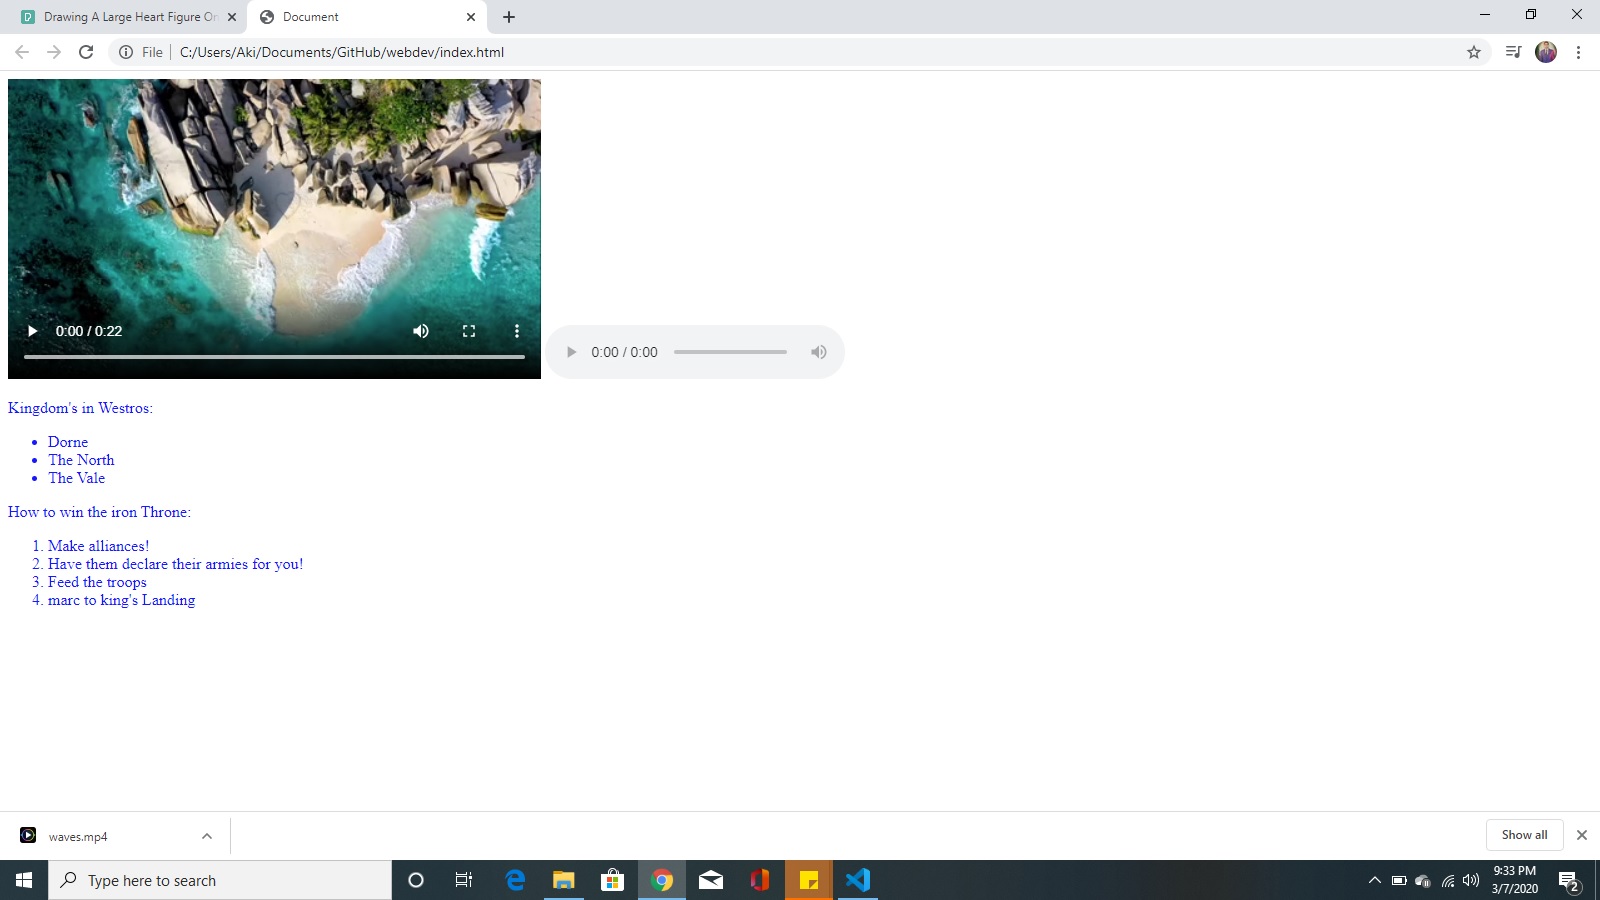 Drawing A Large Heart Figure On
Document
File
C:/Users/Aki/Documents/GitHub/webdev/index.html
0:00 / 0:22
0:00 / 0:00
Kingdom's in Westros:
Dorne
The North
The Vale
How to win the iron Throne:
1. Make alliances!
2. Have them declare their armies for you!
3. Feed the troops
4. marc to king's Landing
waves.mp4
Show all
Type here to search
9:33 PM
3/7/2020
2